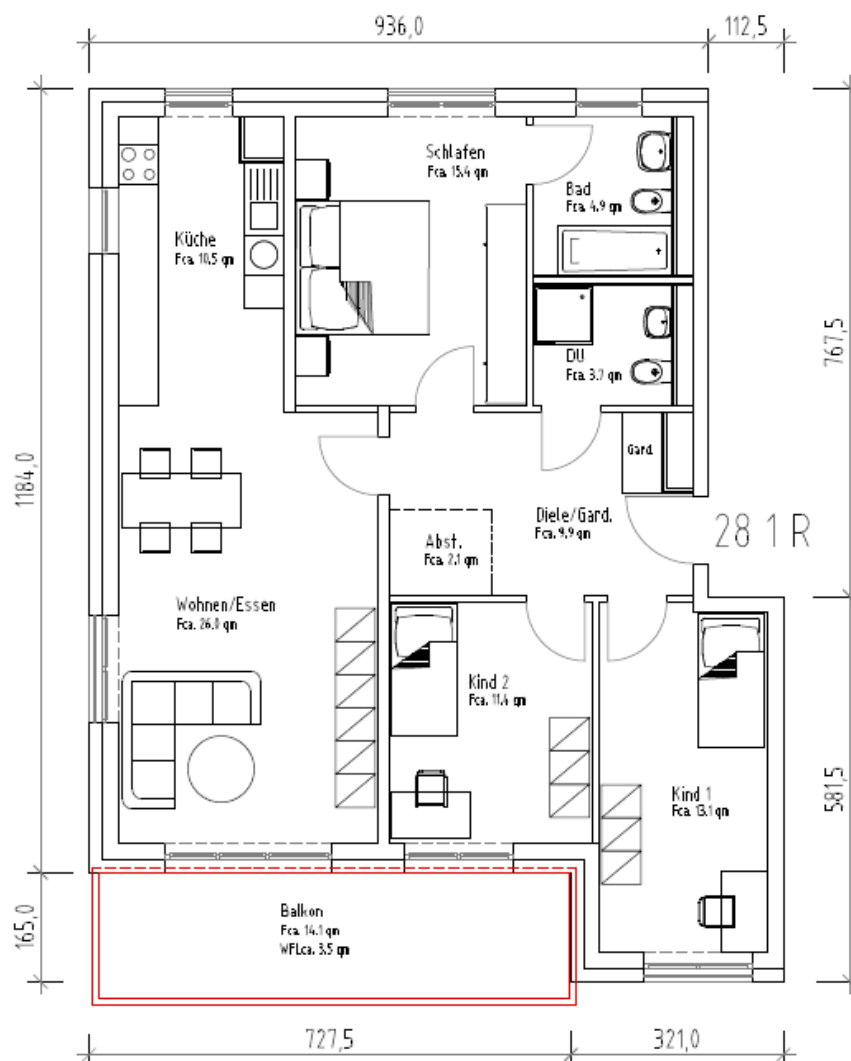 936,0
112,5
Schlafen
Fca. 15.4 qm
Bad
Fca. 4.9 qm
Küche
Fca. 10.5 qm
767,5
DU
Fca. 3.7 qm
1184,0
Gard.
Diele/Gard.
Fca. 9.9 qm
28 1 R
Abst.
Fca. 2.1 qm
Wohnen/Essen
Fca. 26.0 qm
Kind 2
Fca. 11.4 qm
Kind 1
Fca. 13.1 qm
581,5
165,0
Balkon
Fca. 14.1 qm
WFl.ca. 3.5 qm
727,5
321,0